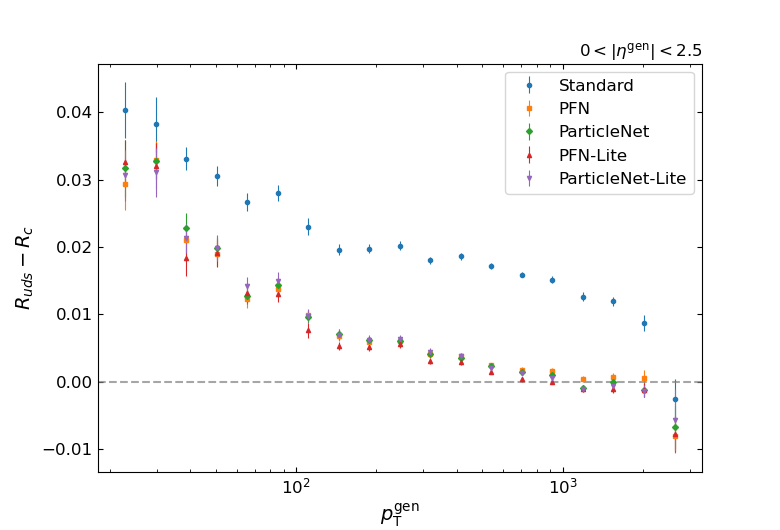 0 < |η^gen| < 2.5
Standard
PFN
ParticleNet
PFN-Lite
ParticleNet-Lite
0.04
0.03
0.02
0.01
0.00
−0.01
R_uds − R_c
10^2
10^3
p_T^gen